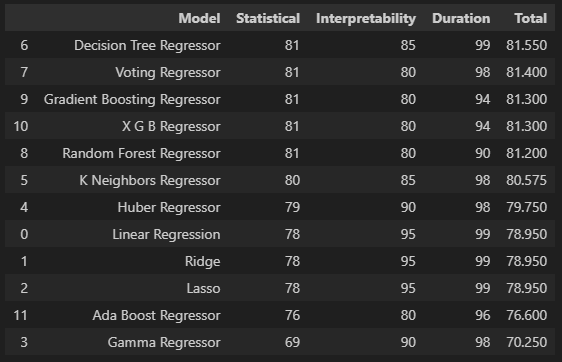 Model Statistical Interpretability Duration Total
6 Decision Tree Regressor 81 85 99 81.550
7 Voting Regressor 81 80 98 81.400
9 Gradient Boosting Regressor 81 80 94 81.300
10 X G B Regressor 81 80 94 81.300
8 Random Forest Regressor 81 80 90 81.200
5 K Neighbors Regressor 80 85 98 80.575
4 Huber Regressor 79 90 98 79.750
0 Linear Regression 78 95 99 78.950
1 Ridge 78 95 99 78.950
2 Lasso 78 95 99 78.950
11 Ada Boost Regressor 76 80 96 76.600
3 Gamma Regressor 69 90 98 70.250